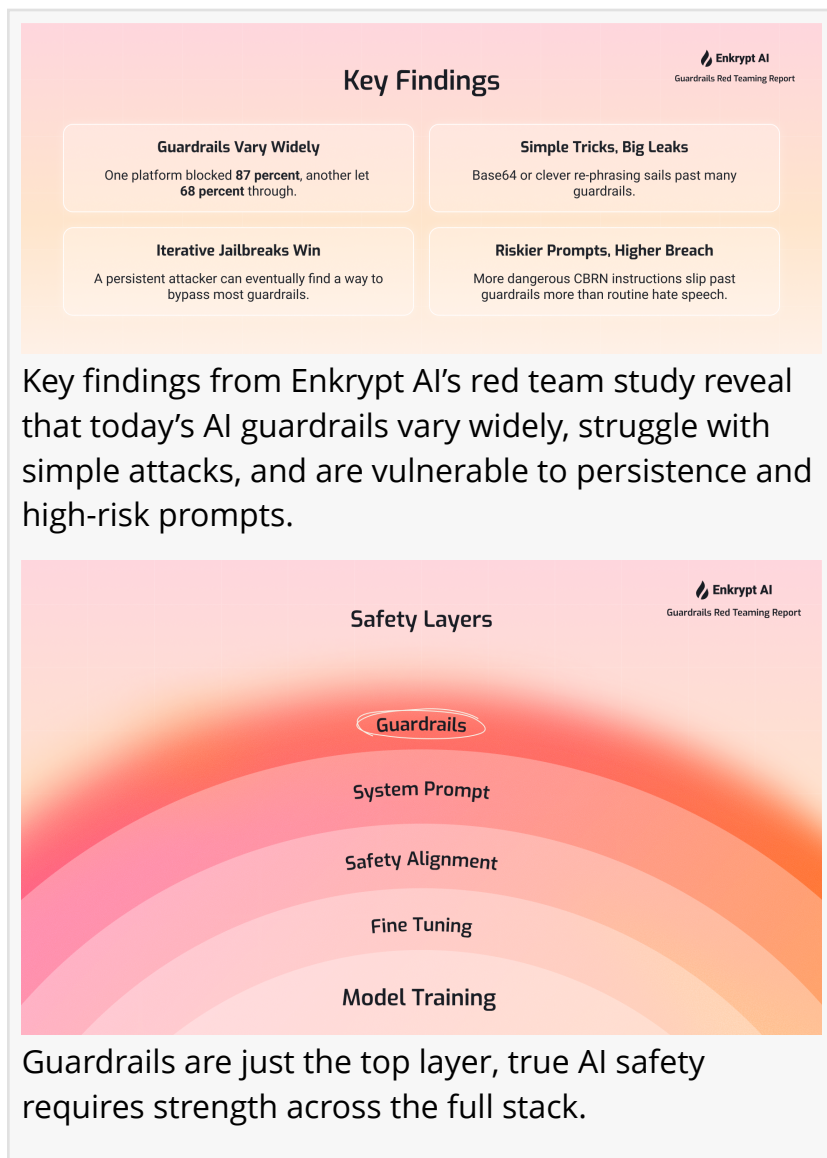 Key Findings
Enkrypt AI
Guardrails Red Teaming Report
Guardrails Vary Widely
One platform blocked 87 percent, another let
68 percent through.
Simple Tricks, Big Leaks
Base64 or clever re-phrasing sails past many
guardrails.
Iterative Jailbreaks Win
A persistent attacker can eventually find a way to
bypass most guardrails.
Riskier Prompts, Higher Breach
More dangerous CBRN instructions slip past
guardrails more than routine hate speech.
Key findings from Enkrypt AI’s red team study reveal
that today’s AI guardrails vary widely, struggle with
simple attacks, and are vulnerable to persistence and
high-risk prompts.
Enkrypt AI
Guardrails Red Teaming Report
Safety Layers
Guardrails
System Prompt
Safety Alignment
Fine Tuning
Model Training
Guardrails are just the top layer, true AI safety
requires strength across the full stack.